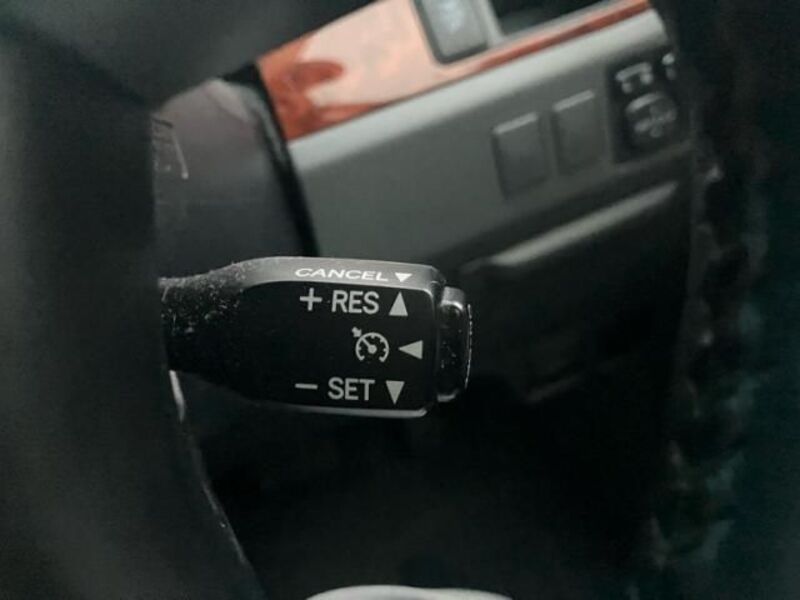 CANCEL ▼
+ RES ▲
◀
− SET ▼